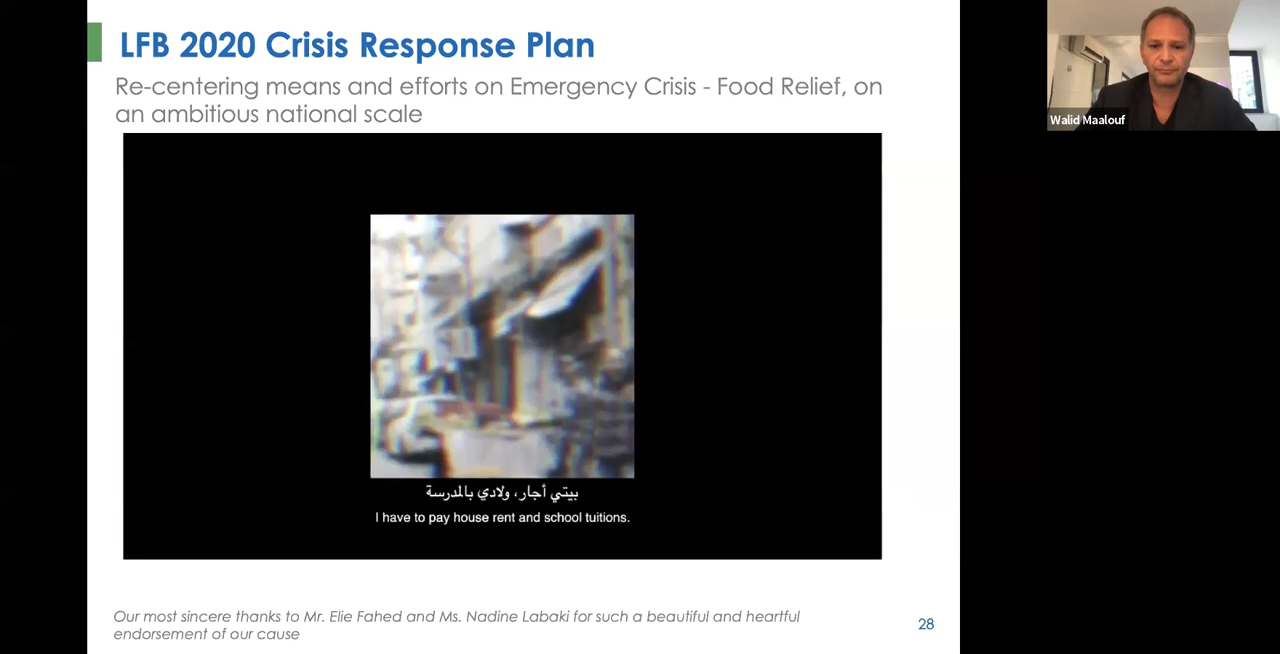 LFB 2020 Crisis Response Plan
Re-centering means and efforts on Emergency Crisis - Food Relief, on
an ambitious national scale
Walid Maalouf
بيتي أجار، ولادي بالمدرسة
I have to pay house rent and school tuitions.
Our most sincere thanks to Mr. Elie Fahed and Ms. Nadine Labaki for such a beautiful and heartful
endorsement of our cause
28